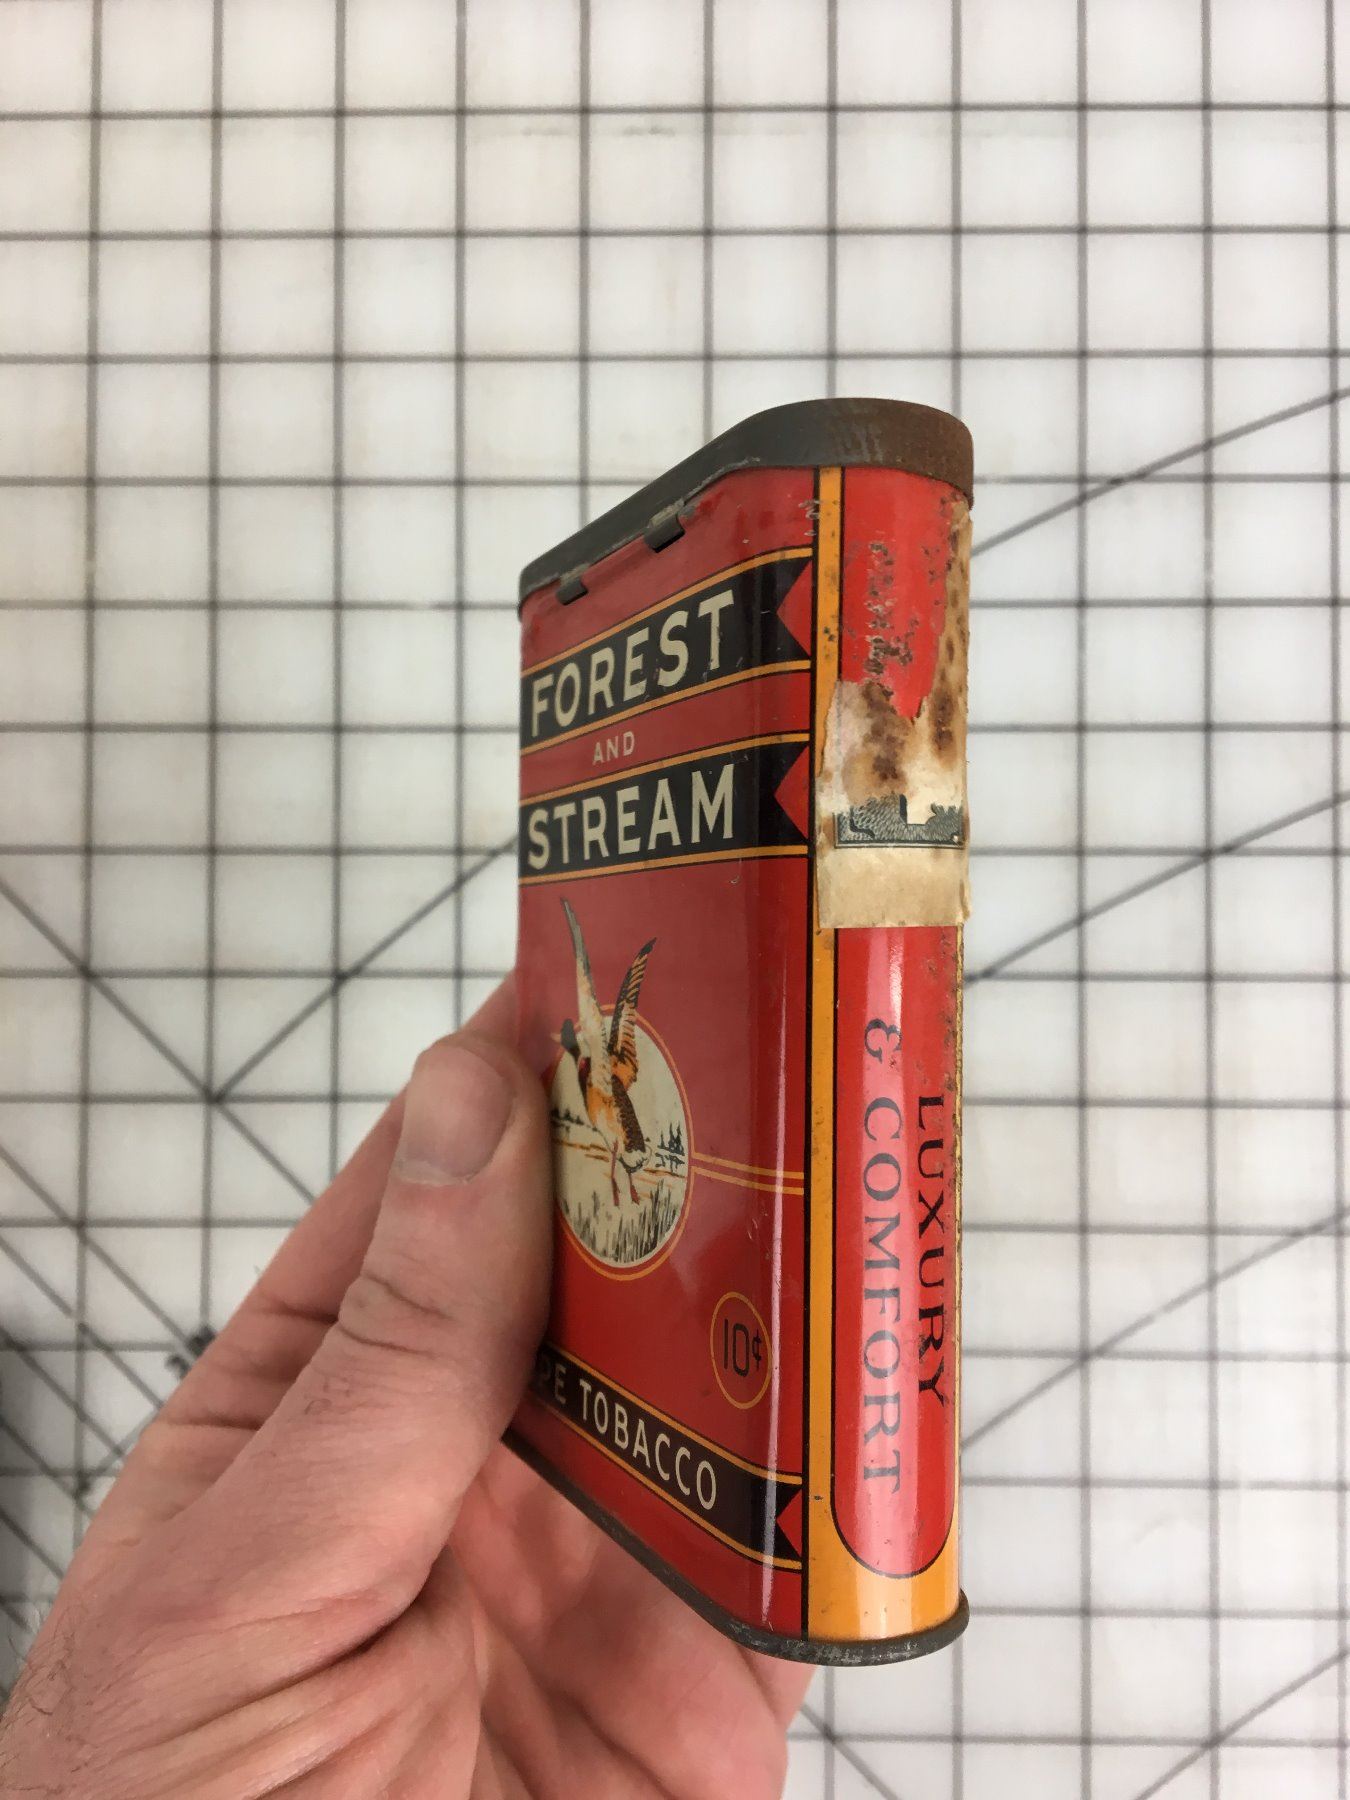 FOREST
AND
STREAM
10¢
PE TOBACCO
LUXURY
& COMFORT